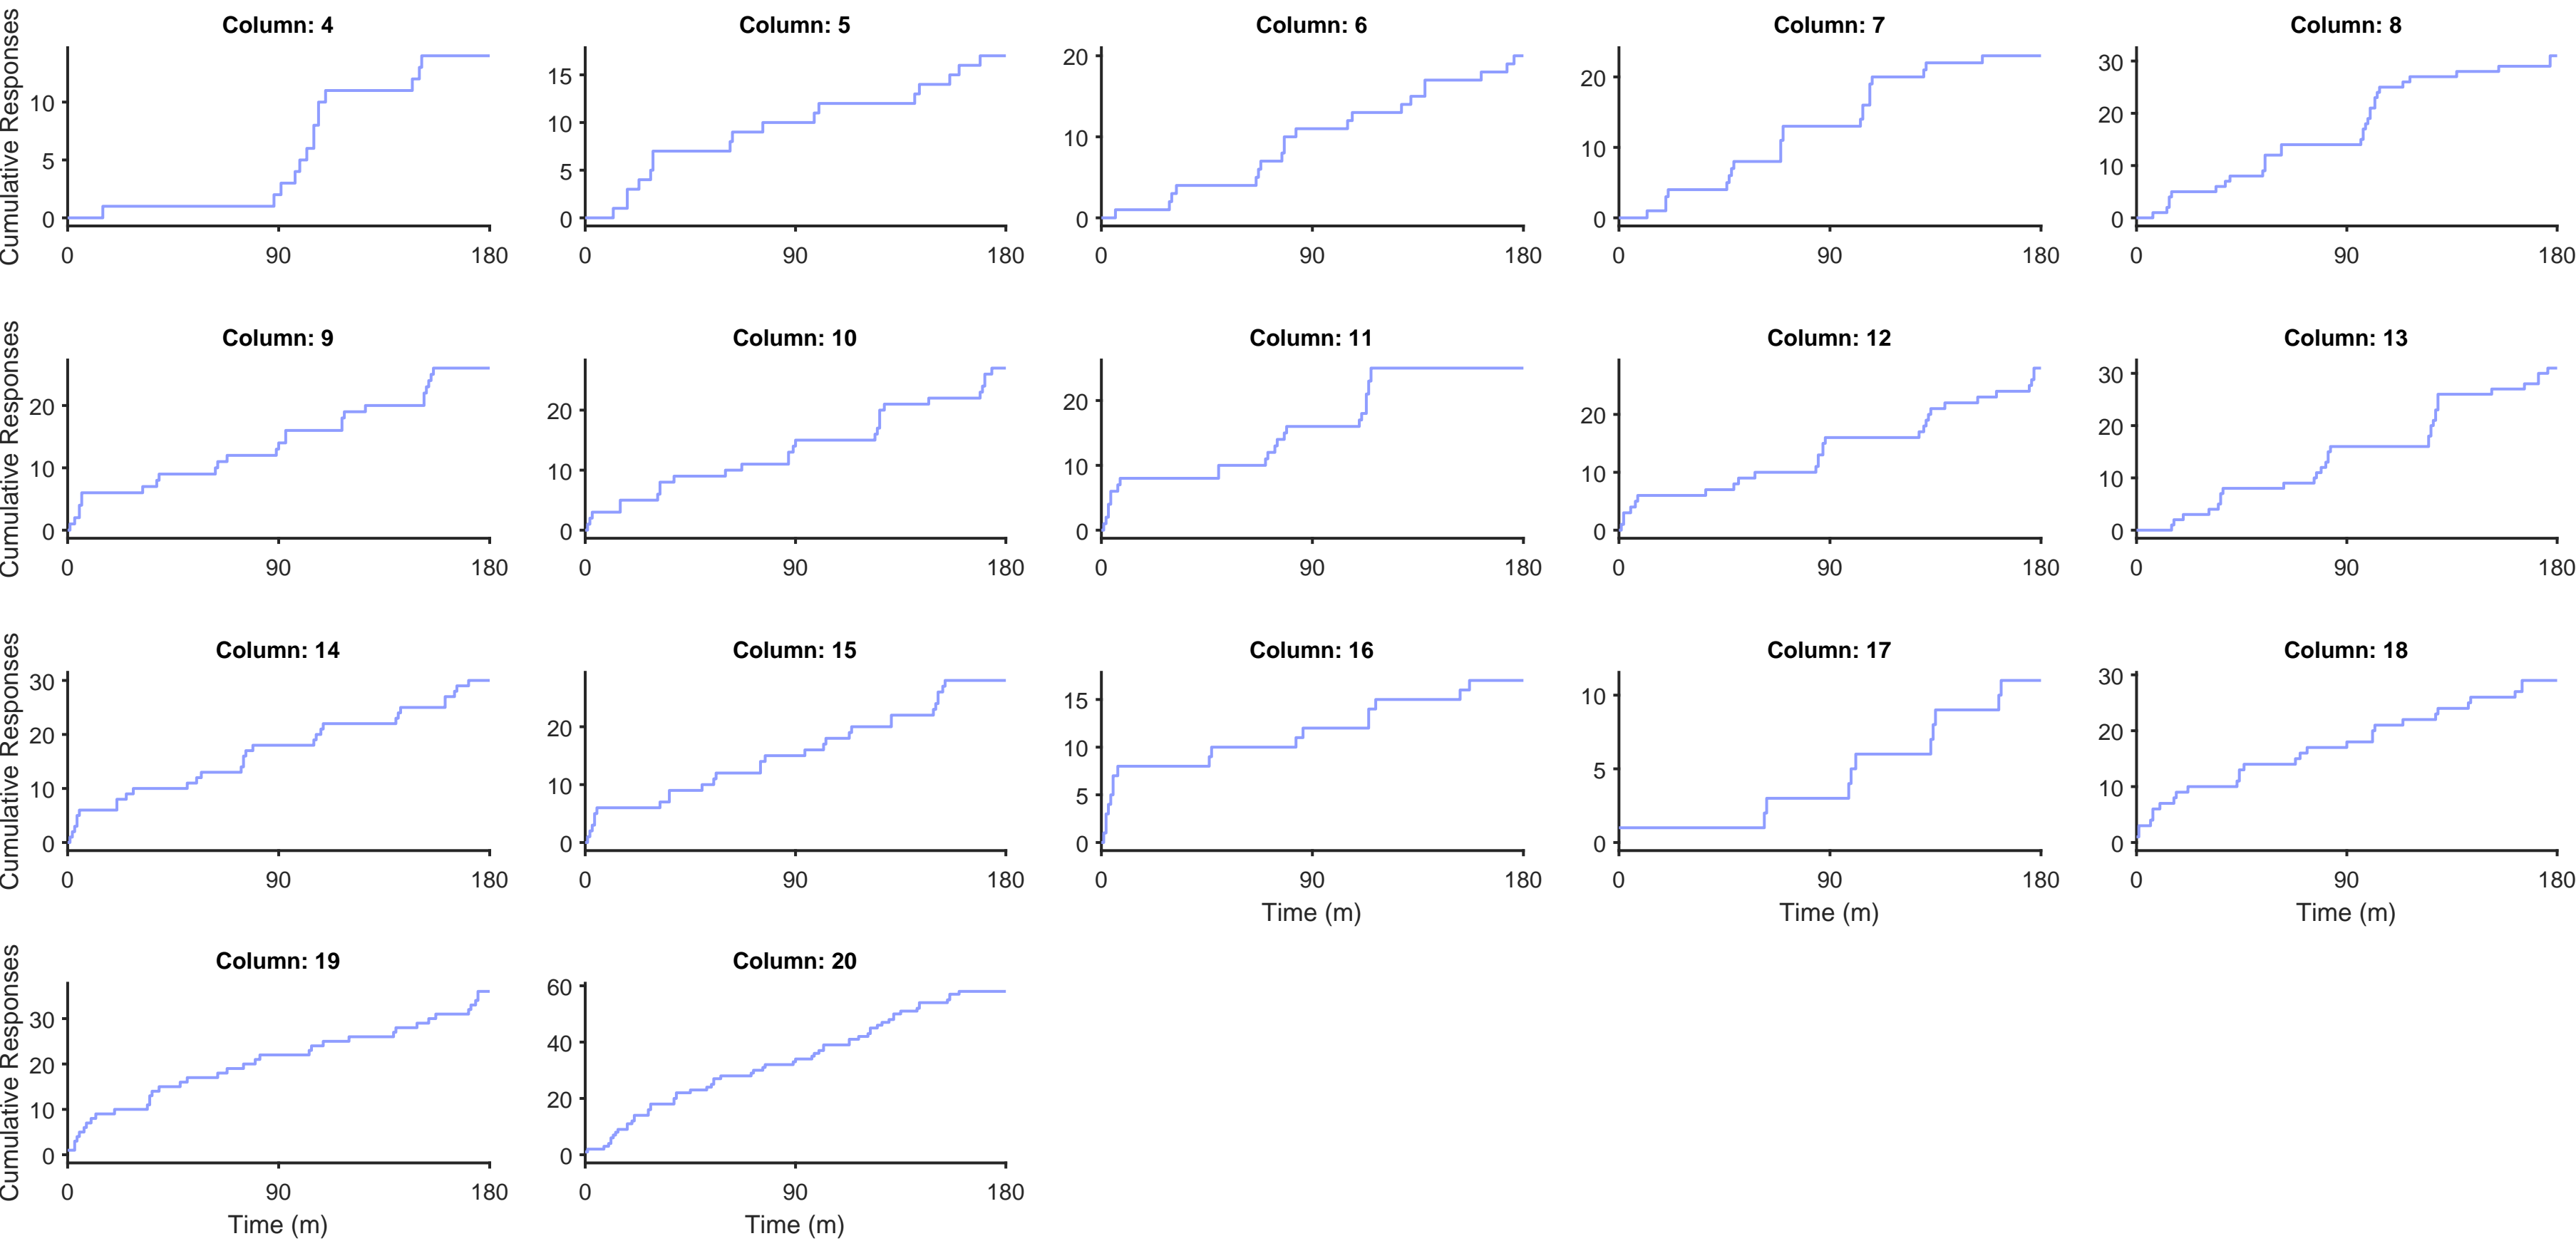 Column: 4
Column: 5
Column: 6
Column: 7
Column: 8
Cumulative Responses
10
5
0
0 90 180
15
10
5
0
0 90 180
20
10
0
0 90 180
20
10
0
0 90 180
30
20
10
0
0 90 180
Column: 9
Column: 10
Column: 11
Column: 12
Column: 13
Cumulative Responses
20
10
0
0 90 180
20
10
0
0 90 180
20
10
0
0 90 180
20
10
0
0 90 180
30
20
10
0
0 90 180
Column: 14
Column: 15
Column: 16
Column: 17
Column: 18
Cumulative Responses
30
20
10
0
0 90 180
20
10
0
0 90 180
15
10
5
0
0 90 180
Time (m)
10
5
0
0 90 180
Time (m)
30
20
10
0
0 90 180
Time (m)
Column: 19
Column: 20
Cumulative Responses
30
20
10
0
0 90 180
Time (m)
60
40
20
0
0 90 180
Time (m)